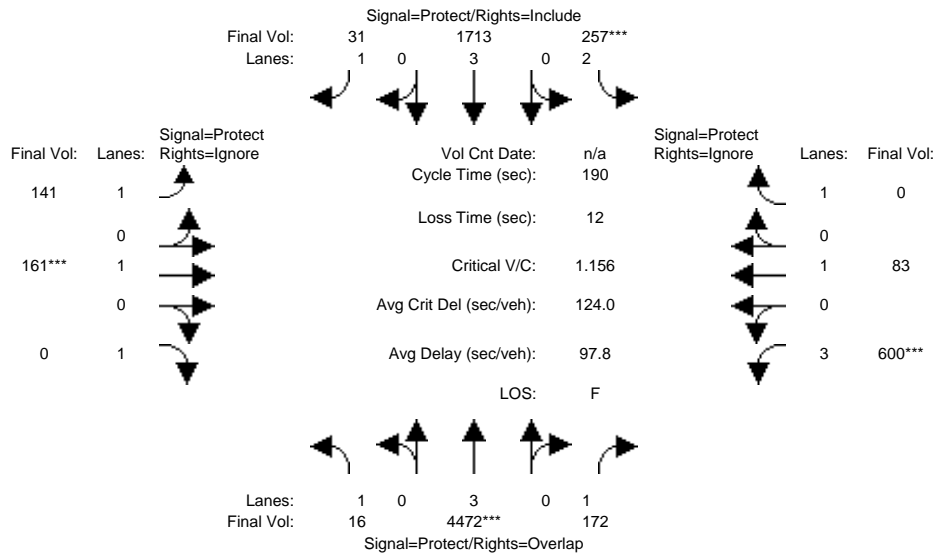 Signal=Protect/Rights=Include
Final Vol: 31 1713 257***
Lanes: 1 0 3 0 2
Signal=Protect Signal=Protect
Final Vol: Lanes: Rights=Ignore Vol Cnt Date: n/a Rights=Ignore Lanes: Final Vol:
Cycle Time (sec): 190
141 1 1 0
Loss Time (sec): 12
0 0
161*** 1 Critical V/C: 1.156 1 83
0 Avg Crit Del (sec/veh): 124.0 0
0 1 Avg Delay (sec/veh): 97.8 3 600***
LOS: F
Lanes: 1 0 3 0 1
Final Vol: 16 4472*** 172
Signal=Protect/Rights=Overlap